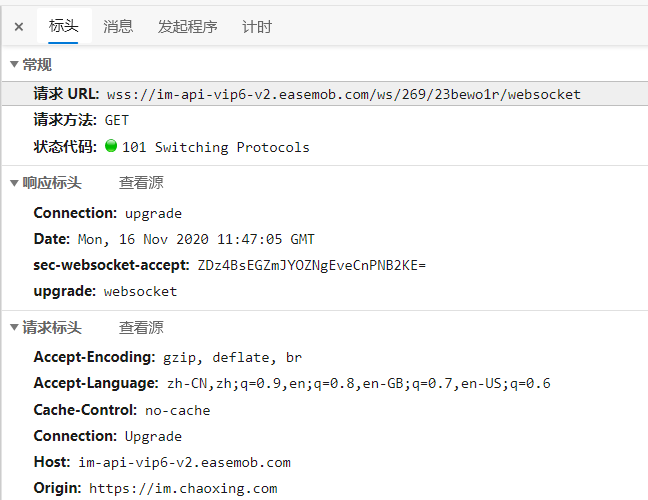 × 标头 消息 发起程序 计时
▼常规
请求 URL: wss://im-api-vip6-v2.easemob.com/ws/269/23bewo1r/websocket
请求方法: GET
状态代码: 101 Switching Protocols
▼响应标头 查看源
Connection: upgrade
Date: Mon, 16 Nov 2020 11:47:05 GMT
sec-websocket-accept: ZDz4BsEGZmJYOZNgEveCnPNB2KE=
upgrade: websocket
▼请求标头 查看源
Accept-Encoding: gzip, deflate, br
Accept-Language: zh-CN,zh;q=0.9,en;q=0.8,en-GB;q=0.7,en-US;q=0.6
Cache-Control: no-cache
Connection: Upgrade
Host: im-api-vip6-v2.easemob.com
Origin: https://im.chaoxing.com